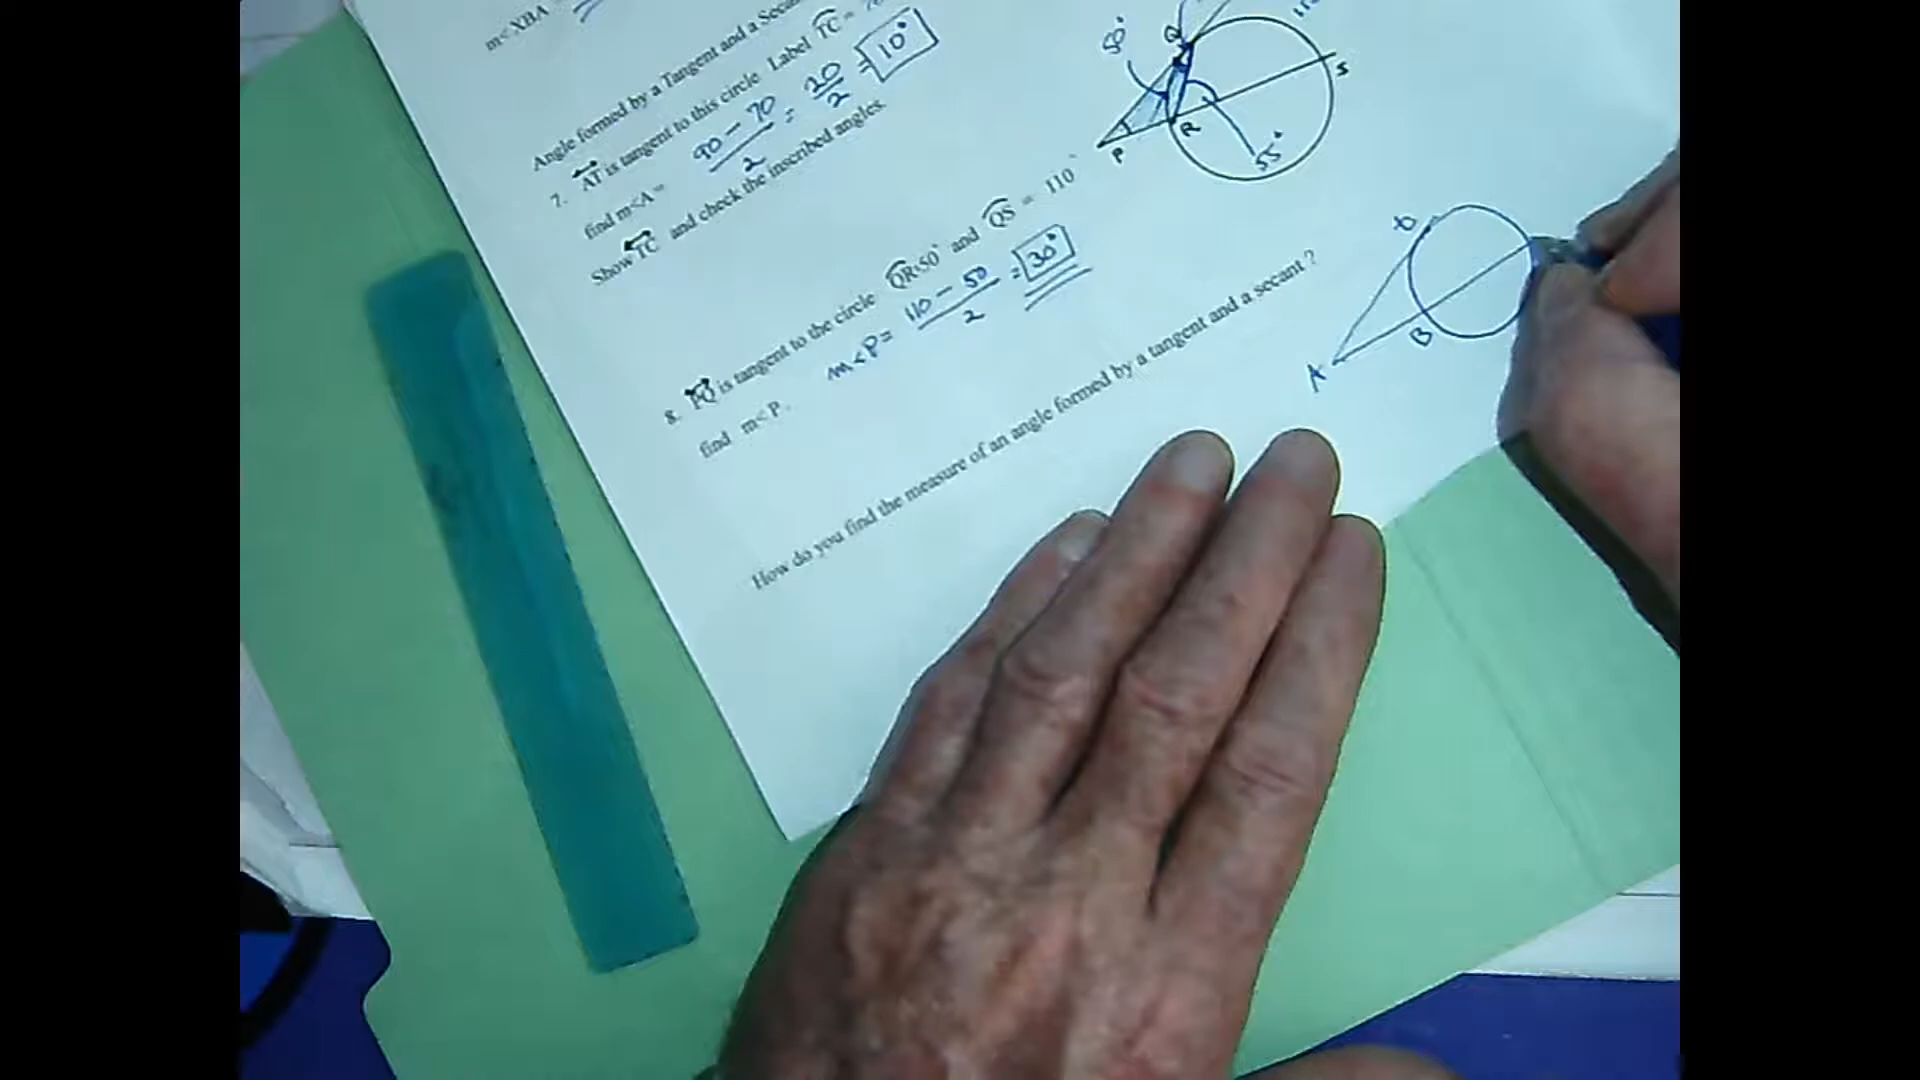 m<XBA =
Angle formed by a Tangent and a Secant
7. AT is tangent to this circle. Label TC =
find m<A = 90 - 70 / 2 = 20 / 2 = 10°
Show TC and check the inscribed angles.
8. PQ is tangent to the circle QR=50° and QS = 110°
find m<P. m<P= 110 - 50 / 2 = 30°
How do you find the measure of an angle formed by a tangent and a secant ?
50°
Q
S
R
P
55°
B
A